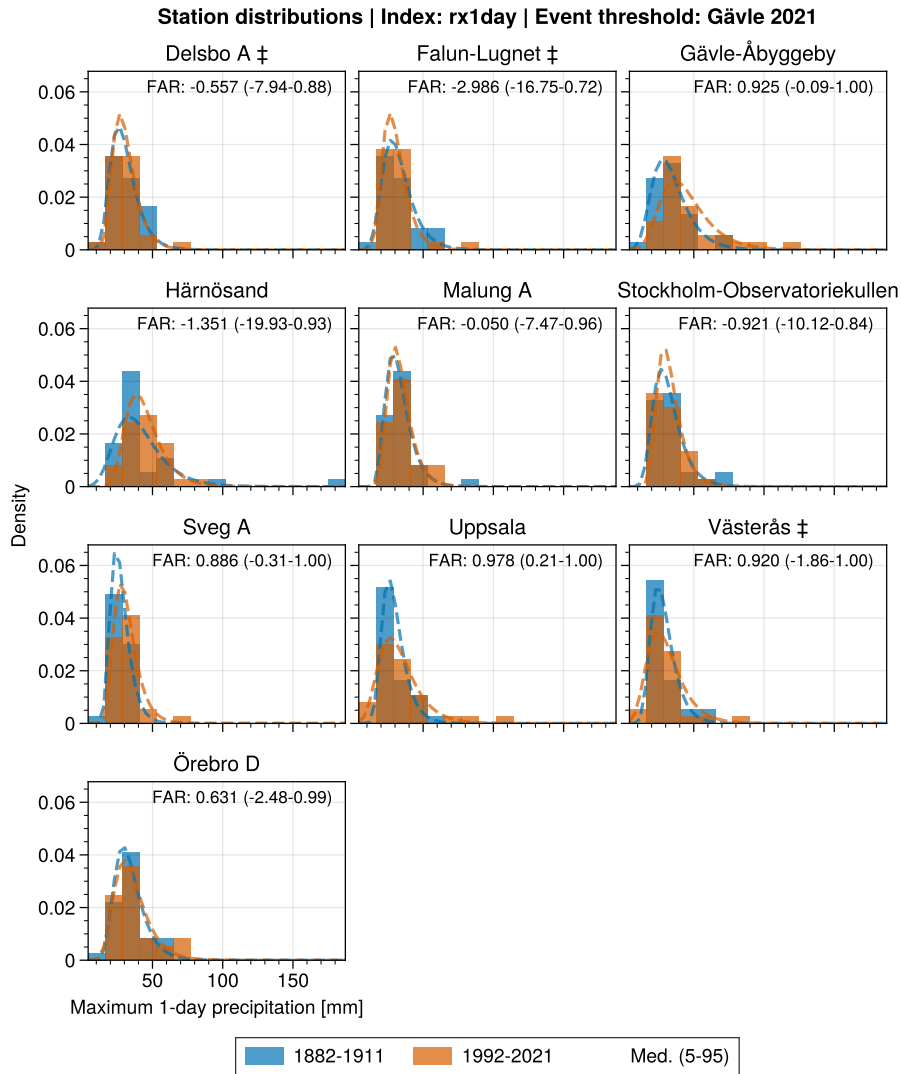 Station distributions | Index: rx1day | Event threshold: Gävle 2021
Delsbo A ‡
Falun-Lugnet ‡
Gävle-Åbyggeby
FAR: -0.557 (-7.94-0.88)
FAR: -2.986 (-16.75-0.72)
FAR: 0.925 (-0.09-1.00)
0.06
0.04
0.02
0
Härnösand
Malung A
Stockholm-Observatoriekullen
FAR: -1.351 (-19.93-0.93)
FAR: -0.050 (-7.47-0.96)
FAR: -0.921 (-10.12-0.84)
0.06
0.04
0.02
0
Density
Sveg A
Uppsala
Västerås ‡
FAR: 0.886 (-0.31-1.00)
FAR: 0.978 (0.21-1.00)
FAR: 0.920 (-1.86-1.00)
0.06
0.04
0.02
0
Örebro D
FAR: 0.631 (-2.48-0.99)
0.06
0.04
0.02
0
50 100 150
Maximum 1-day precipitation [mm]
1882-1911 1992-2021 Med. (5-95)